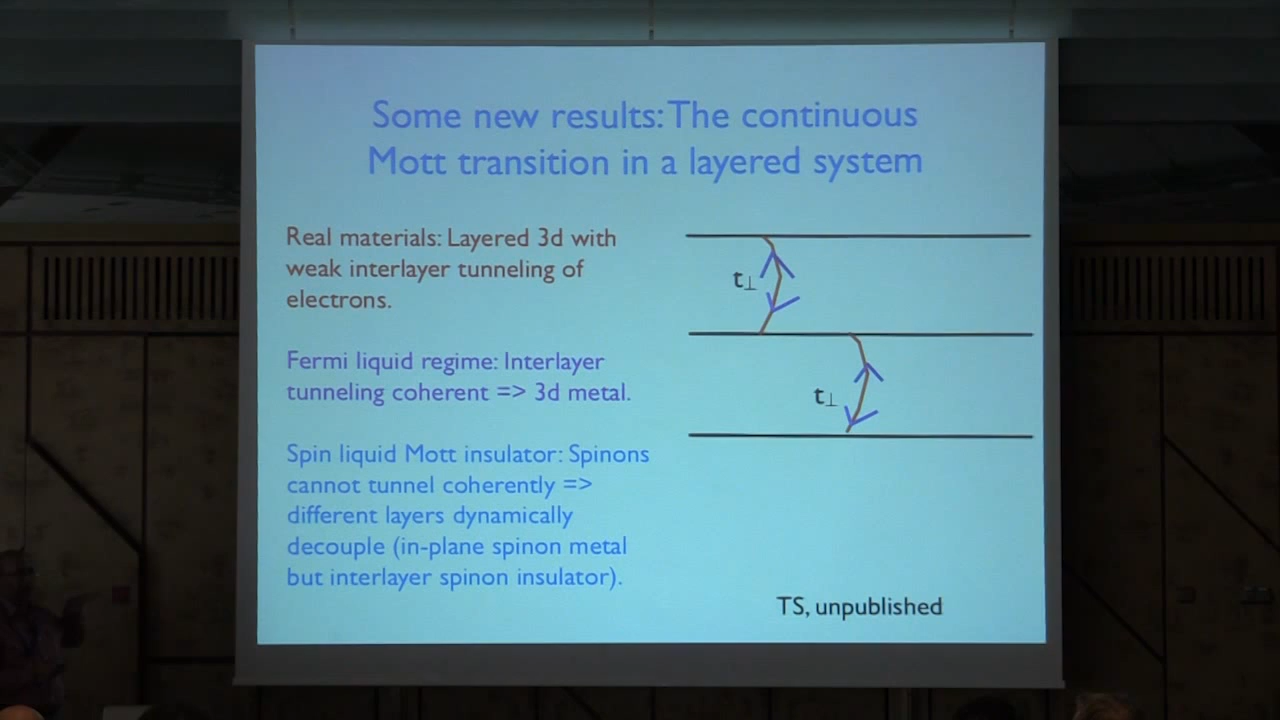 Some new results: The continuous
Mott transition in a layered system
Real materials: Layered 3d with
weak interlayer tunneling of
electrons.
Fermi liquid regime: Interlayer
tunneling coherent => 3d metal.
Spin liquid Mott insulator: Spinons
cannot tunnel coherently =>
different layers dynamically
decouple (in-plane spinon metal
but interlayer spinon insulator).
t⊥
t⊥
TS, unpublished